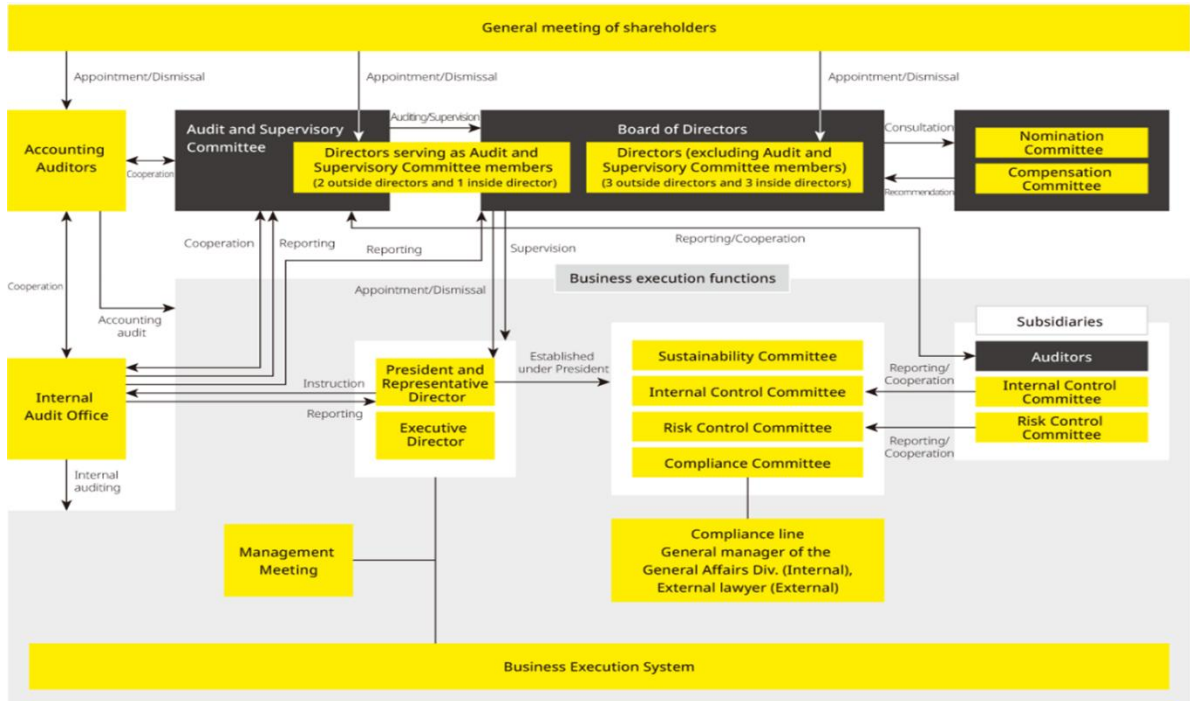 General meeting of shareholders
Appointment/Dismissal
Appointment/Dismissal
Appointment/Dismissal
Accounting
Auditors
Cooperation
Audit and Supervisory
Committee
Auditing/Supervision
Directors serving as Audit and
Supervisory Committee members
(2 outside directors and 1 inside director)
Board of Directors
Directors (excluding Audit and
Supervisory Committee members)
(3 outside directors and 3 inside directors)
Consultation
Recommendation
Nomination
Committee
Compensation
Committee
Cooperation
Reporting
Reporting
Supervision
Reporting/Cooperation
Cooperation
Appointment/Dismissal
Business execution functions
Accounting
audit
Internal
Audit Office
Instruction
Reporting
Internal
auditing
President and
Representative
Director
Executive
Director
Established
under President
Sustainability Committee
Internal Control Committee
Risk Control Committee
Compliance Committee
Reporting/
Cooperation
Reporting/
Cooperation
Subsidiaries
Auditors
Internal Control
Committee
Risk Control
Committee
Management
Meeting
Compliance line
General manager of the
General Affairs Div. (Internal),
External lawyer (External)
Business Execution System